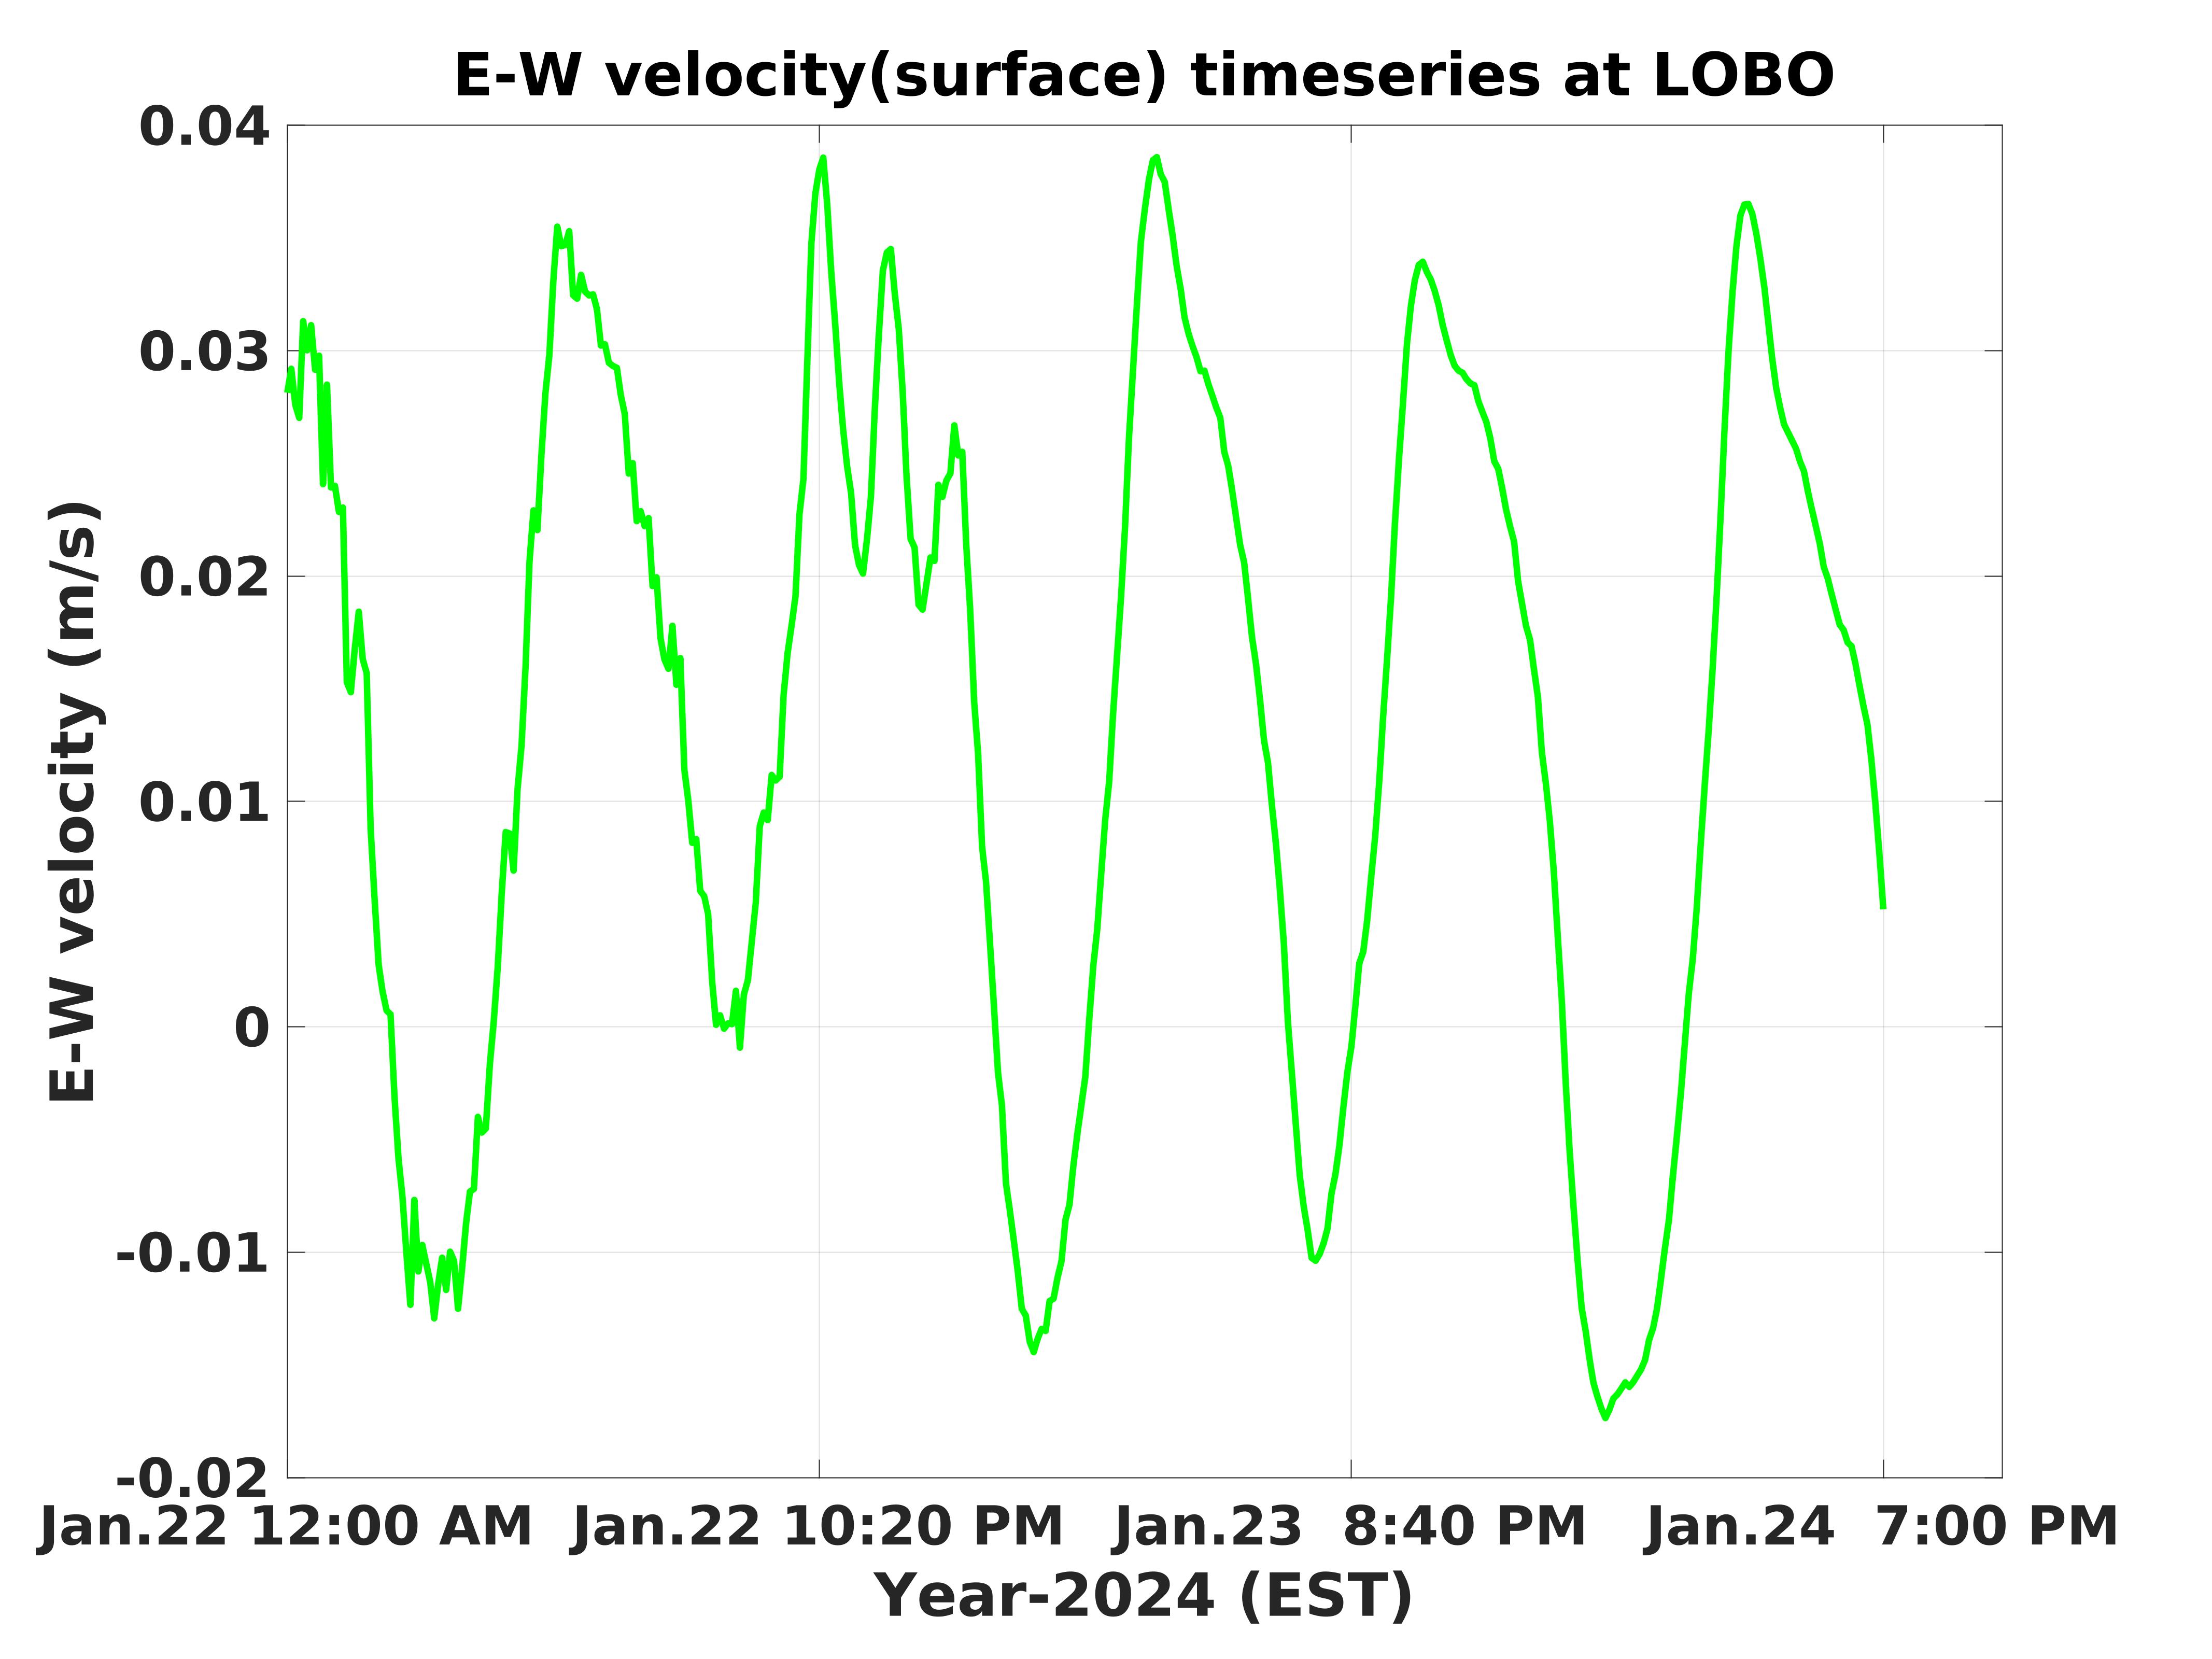 E-W velocity(surface) timeseries at LOBO
0.04
0.03
0.02
0.01
0
-0.01
-0.02
E-W velocity (m/s)
Jan.22 12:00 AM Jan.22 10:20 PM Jan.23 8:40 PM Jan.24 7:00 PM
Year-2024 (EST)